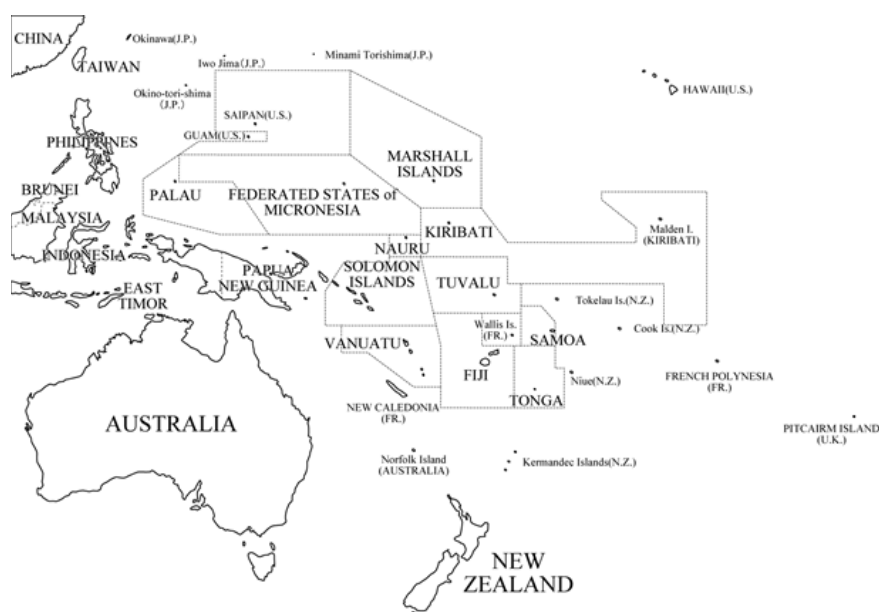 CHINA
Okinawa(J.P.)
TAIWAN
Iwo Jima(J.P.)
Minami Torishima(J.P.)
Okino-tori-shima
(J.P.)
HAWAII(U.S.)
SAIPAN(U.S.)
GUAM(U.S.)
PHILIPPINES
MARSHALL
ISLANDS
BRUNEI
PALAU
FEDERATED STATES of
MICRONESIA
MALAYSIA
KIRIBATI
Malden I.
(KIRIBATI)
NAURU
INDONESIA
PAPUA
NEW GUINEA
SOLOMON
ISLANDS
TUVALU
EAST
TIMOR
Tokelau Is.(N.Z.)
Wallis Is.
(FR.)
SAMOA
Cook Is.(N.Z.)
VANUATU
FIJI
Niue(N.Z.)
FRENCH POLYNESIA
(FR.)
TONGA
NEW CALEDONIA
(FR.)
AUSTRALIA
PITCAIRM ISLAND
(U.K.)
Norfolk Island
(AUSTRALIA)
Kermandec Islands(N.Z.)
NEW
ZEALAND